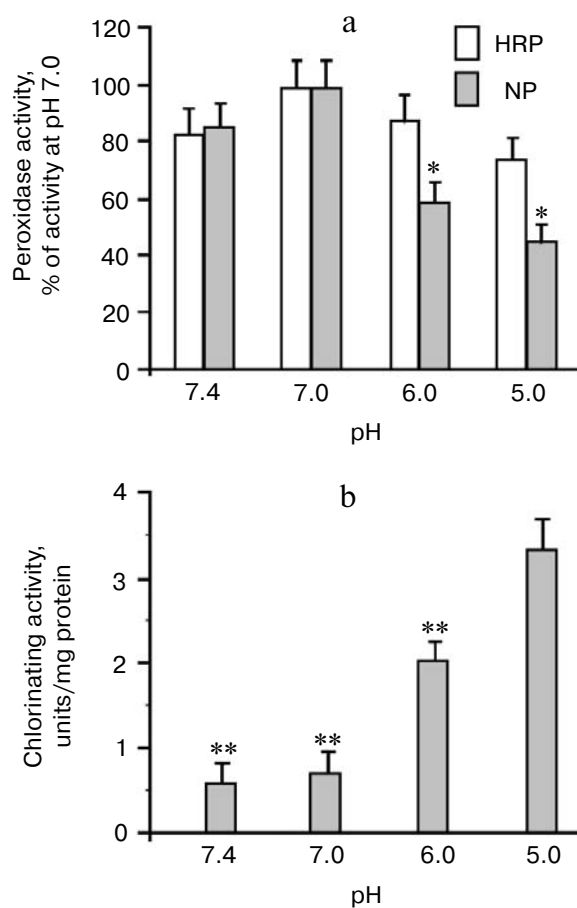 a
HRP
NP
Peroxidase activity,
% of activity at pH 7.0
120
100
80
60
40
20
0
*
*
7.4 7.0 6.0 5.0
pH
b
Chlorinating activity,
units/mg protein
4
3
2
1
0
**
**
**
7.4 7.0 6.0 5.0
pH